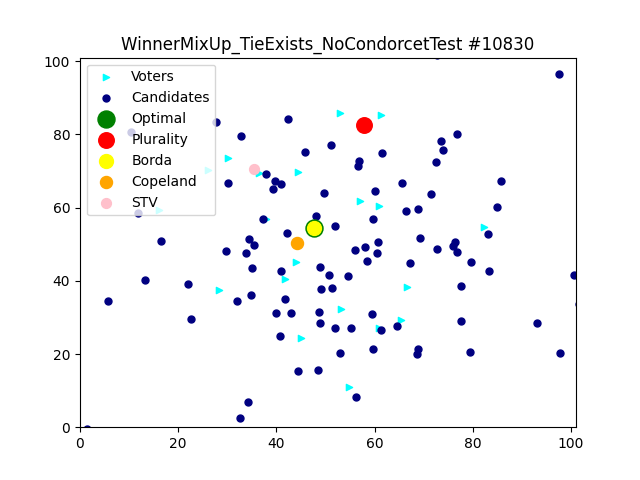 WinnerMixUp_TieExists_NoCondorcetTest #10830
100
80
60
40
20
0
Voters
Candidates
Optimal
Plurality
Borda
Copeland
STV
0 20 40 60 80 100